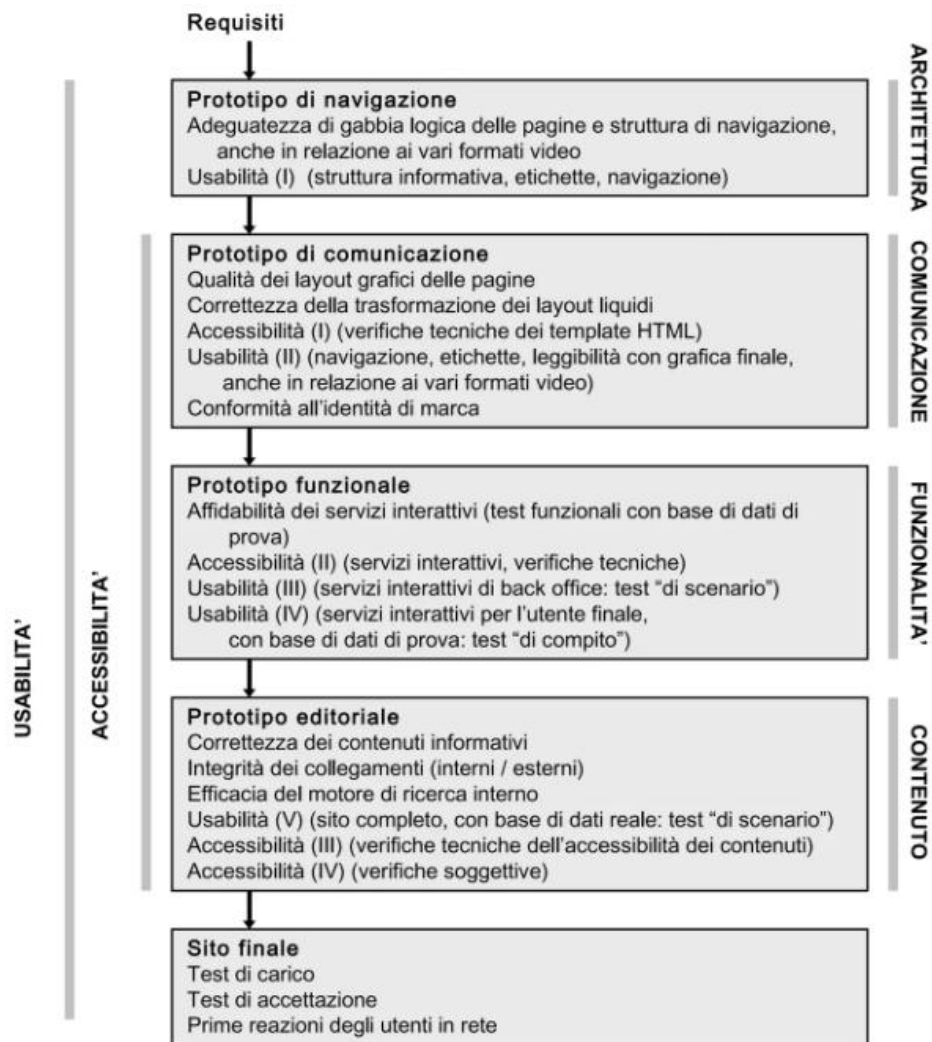 Requisiti
Prototipo di navigazione
Adeguatezza di gabbia logica delle pagine e struttura di navigazione,
anche in relazione ai vari formati video
Usabilità (I) (struttura informativa, etichette, navigazione)
ARCHITETTURA
Prototipo di comunicazione
Qualità dei layout grafici delle pagine
Correttezza della trasformazione dei layout liquidi
Accessibilità (I) (verifiche tecniche dei template HTML)
Usabilità (II) (navigazione, etichette, leggibilità con grafica finale,
anche in relazione ai vari formati video)
Conformità all’identità di marca
COMUNICAZIONE
Prototipo funzionale
Affidabilità dei servizi interattivi (test funzionali con base di dati di
prova)
Accessibilità (II) (servizi interattivi, verifiche tecniche)
Usabilità (III) (servizi interattivi di back office: test “di scenario”)
Usabilità (IV) (servizi interattivi per l’utente finale,
con base di dati di prova: test “di compito”)
FUNZIONALITA’
USABILITA’
ACCESSIBILITA’
Prototipo editoriale
Correttezza dei contenuti informativi
Integrità dei collegamenti (interni / esterni)
Efficacia del motore di ricerca interno
Usabilità (V) (sito completo, con base di dati reale: test “di scenario”)
Accessibilità (III) (verifiche tecniche dell’accessibilità dei contenuti)
Accessibilità (IV) (verifiche soggettive)
CONTENUTO
Sito finale
Test di carico
Test di accettazione
Prime reazioni degli utenti in rete